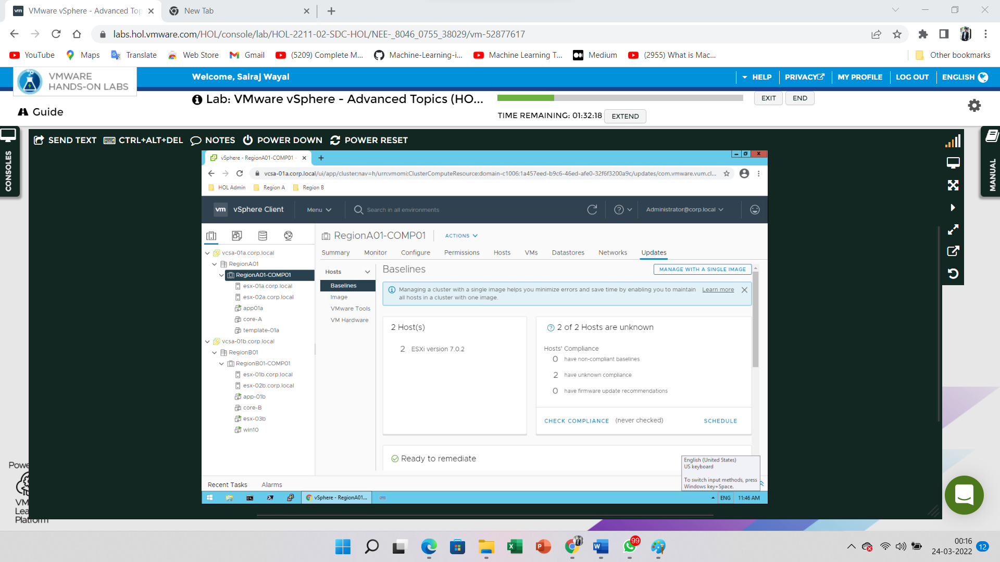 VMware vSphere - Advanced Top
New Tab
labs.hol.vmware.com/HOL/console/lab/HOL-2211-02-SDC-HOL/NEE-_8046_0755_38029/vm-52877617
YouTube
Maps
Translate
Web Store
Gmail
(5209) Complete M...
Machine-Learning-i...
Machine Learning T...
Medium
(2955) What is Mac...
Other bookmarks
VMWARE
HANDS-ON LABS
Welcome, Sairaj Wayal
HELP
PRIVACY
MY PROFILE
LOG OUT
ENGLISH
Lab: VMware vSphere - Advanced Topics (HO...
EXIT
END
Guide
TIME REMAINING: 01:32:18
EXTEND
CONSOLES
SEND TEXT
CTRL+ALT+DEL
NOTES
POWER DOWN
POWER RESET
MANUAL
vSphere - RegionA01-COMP01 -
vcsa-01a.corp.local/ui/app/cluster;nav=h/urn:vmomi:ClusterComputeResource:domain-c1006:1a457eed-b9c6-46ed-afe0-32f6f3200a9c/updates/com.vmware.vum.cl...
HOL Admin
Region A
Region B
vm
vSphere Client
Menu
Search in all environments
Administrator@corp.local
vcsa-01a.corp.local
RegionA01
RegionA01-COMP01
esx-01a.corp.local
esx-02a.corp.local
app01a
core-A
template-01a
vcsa-01b.corp.local
RegionB01
RegionB01-COMP01
esx-01b.corp.local
esx-02b.corp.local
app-01b
core-B
esx-03b
win10
RegionA01-COMP01
ACTIONS
Summary
Monitor
Configure
Permissions
Hosts
VMs
Datastores
Networks
Updates
Hosts
Baselines
Image
VMware Tools
VM Hardware
Baselines
MANAGE WITH A SINGLE IMAGE
Managing a cluster with a single image helps you minimize errors and save time by enabling you to maintain
all hosts in a cluster with one image.
Learn more
2 Host(s)
2 ESXi version 7.0.2
2 of 2 Hosts are unknown
Hosts' Compliance
0 have non-compliant baselines
2 have unknown compliance
0 have firmware update recommendations
CHECK COMPLIANCE (never checked)
SCHEDULE
Ready to remediate
English (United States)
US keyboard
To switch input methods, press
Windows key+Space.
Recent Tasks
Alarms
vSphere - RegionA01...
ENG
11:46 AM
Powe
VM
Lea
Platform
99
00:16
24-03-2022
12